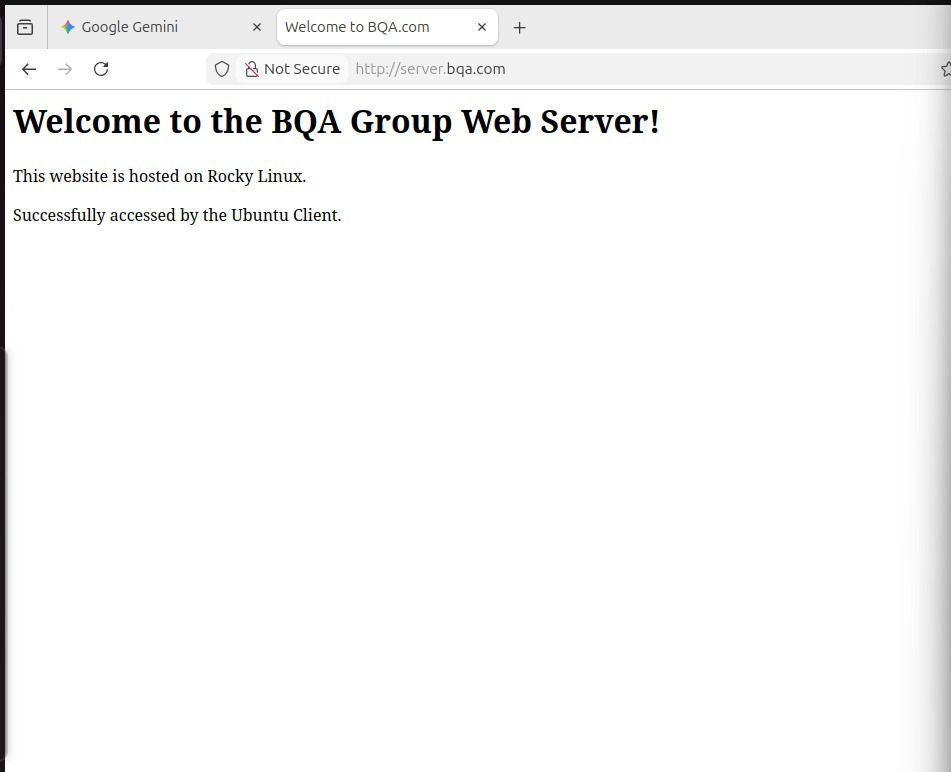 Google Gemini
Welcome to BQA.com
Not Secure http://server.bqa.com
Welcome to the BQA Group Web Server!
This website is hosted on Rocky Linux.
Successfully accessed by the Ubuntu Client.